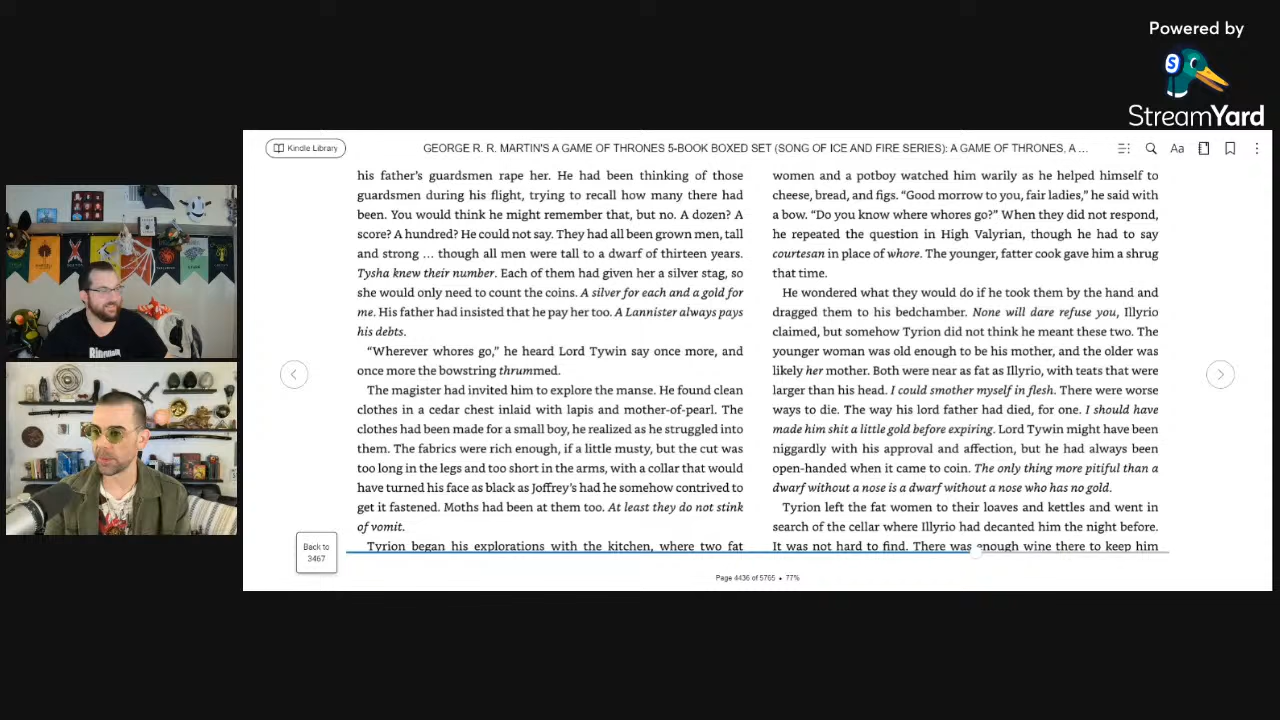 Powered by
S
StreamYard
Kindle Library
GEORGE R. R. MARTIN'S A GAME OF THRONES 5-BOOK BOXED SET (SONG OF ICE AND FIRE SERIES): A GAME OF THRONES, A ...
Aa
his father's guardsmen rape her. He had been thinking of those
guardsmen during his flight, trying to recall how many there had
been. You would think he might remember that, but no. A dozen? A
score? A hundred? He could not say. They had all been grown men, tall
and strong … though all men were tall to a dwarf of thirteen years.
Tysha knew their number. Each of them had given her a silver stag, so
she would only need to count the coins. A silver for each and a gold for
me. His father had insisted that he pay her too. A Lannister always pays
his debts.
“Wherever whores go,” he heard Lord Tywin say once more, and
once more the bowstring thrummed.
The magister had invited him to explore the manse. He found clean
clothes in a cedar chest inlaid with lapis and mother-of-pearl. The
clothes had been made for a small boy, he realized as he struggled into
them. The fabrics were rich enough, if a little musty, but the cut was
too long in the legs and too short in the arms, with a collar that would
have turned his face as black as Joffrey's had he somehow contrived to
get it fastened. Moths had been at them too. At least they do not stink
of vomit.
Tyrion began his explorations with the kitchen, where two fat
women and a potboy watched him warily as he helped himself to
cheese, bread, and figs. “Good morrow to you, fair ladies,” he said with
a bow. “Do you know where whores go?” When they did not respond,
he repeated the question in High Valyrian, though he had to say
courtesan in place of whore. The younger, fatter cook gave him a shrug
that time.
He wondered what they would do if he took them by the hand and
dragged them to his bedchamber. None will dare refuse you, Illyrio
claimed, but somehow Tyrion did not think he meant these two. The
younger woman was old enough to be his mother, and the older was
likely her mother. Both were near as fat as Illyrio, with teats that were
larger than his head. I could smother myself in flesh. There were worse
ways to die. The way his lord father had died, for one. I should have
made him shit a little gold before expiring. Lord Tywin might have been
niggardly with his approval and affection, but he had always been
open-handed when it came to coin. The only thing more pitiful than a
dwarf without a nose is a dwarf without a nose who has no gold.
Tyrion left the fat women to their loaves and kettles and went in
search of the cellar where Illyrio had decanted him the night before.
It was not hard to find. There was enough wine there to keep him
Back to
3467
Page 4436 of 5765 • 77%